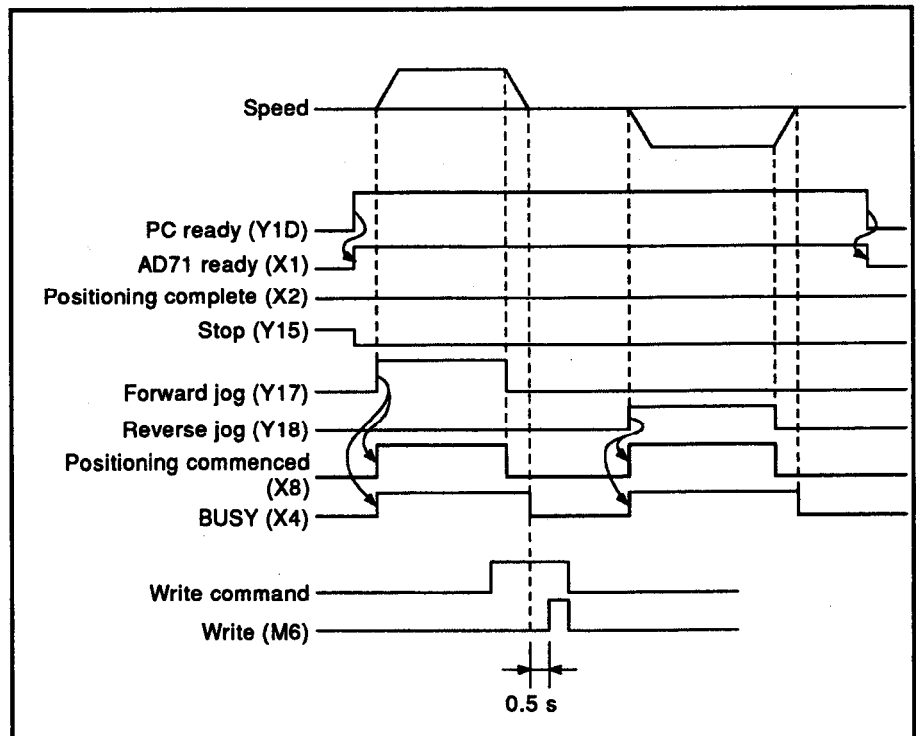 Speed
PC ready (Y1D)
AD71 ready (X1)
Positioning complete (X2)
Stop (Y15)
Forward jog (Y17)
Reverse jog (Y18)
Positioning commenced
(X8)
BUSY (X4)
Write command
Write (M6)
0.5 s